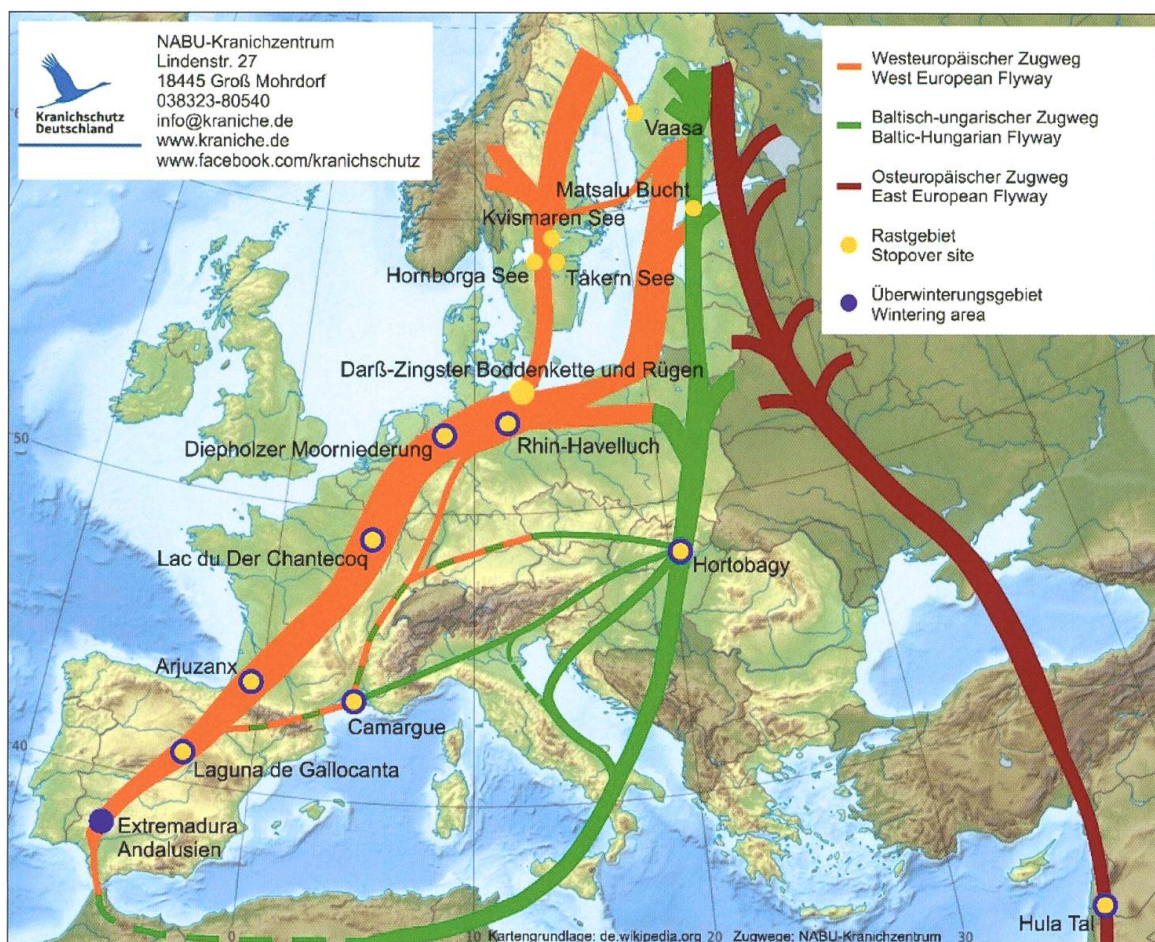 NABU-Kranichzentrum
Lindenstr. 27
18445 Groß Mohrdorf
038323-80540
info@kraniche.de
www.kraniche.de
www.facebook.com/kranichschutz
Kranichschutz
Deutschland
Westeuropäischer Zugweg
West European Flyway
Baltisch-ungarischer Zugweg
Baltic-Hungarian Flyway
Osteuropäischer Zugweg
East European Flyway
Rastgebiet
Stopover site
Überwinterungsgebiet
Wintering area
Vaasa
Matsalu Bucht
Kvismaren See
Hornborga See
Tåkern See
Darß-Zingster Boddenkette und Rügen
50
Diepholzer Moorniederung
Rhin-Havelluch
Lac du Der Chantecoq
Hortobagy
Arjuzanx
Camargue
40
Laguna de Gallocanta
Extremadura
Andalusien
Hula Tal
0
10
20
30
Kartengrundlage: de.wikipedia.org Zugwege: NABU-Kranichzentrum